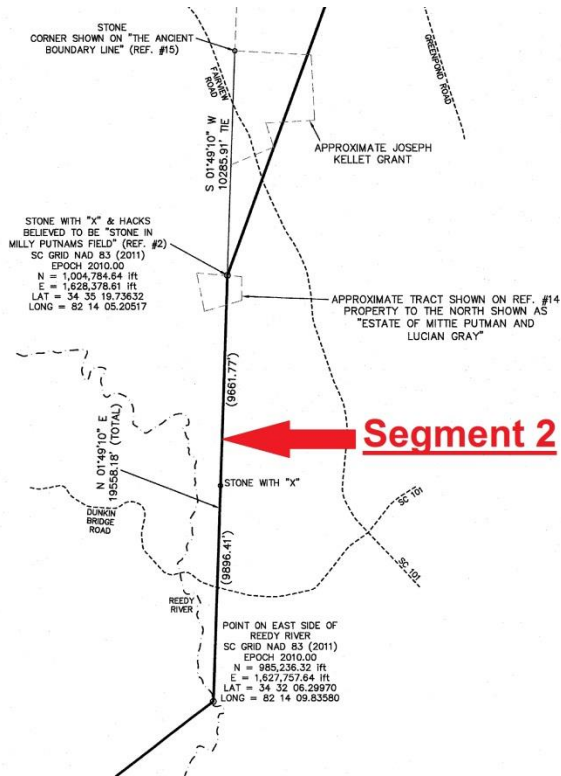 STONE
CORNER SHOWN ON "THE ANCIENT
BOUNDARY LINE" (REF. #15)
FAIRVIEW
ROAD
GREENPOND ROAD
S 01°49'10" W
10285.91' TIE
APPROXIMATE JOSEPH
KELLET GRANT
STONE WITH "X" & HACKS
BELIEVED TO BE "STONE IN
MILLY PUTNAMS FIELD" (REF. #2)
SC GRID NAD 83 (2011)
EPOCH 2010.00
N = 1,004,784.64 ift
E = 1,628,378.61 ift
LAT = 34 35 19.73632
LONG = 82 14 05.20517
APPROXIMATE TRACT SHOWN ON REF. #14
PROPERTY TO THE NORTH SHOWN AS
"ESTATE OF MITTIE PUTMAN AND
LUCIAN GRAY"
(9661.77')
Segment 2
N 01°49'10" E
19558.18' (TOTAL)
STONE WITH "X"
DUNKIN
BRIDGE
ROAD
SC 101
SC 101
(9896.41')
REEDY
RIVER
POINT ON EAST SIDE OF
REEDY RIVER
SC GRID NAD 83 (2011)
EPOCH 2010.00
N = 985,236.32 ift
E = 1,627,757.64 ift
LAT = 34 32 06.29970
LONG = 82 14 09.83580